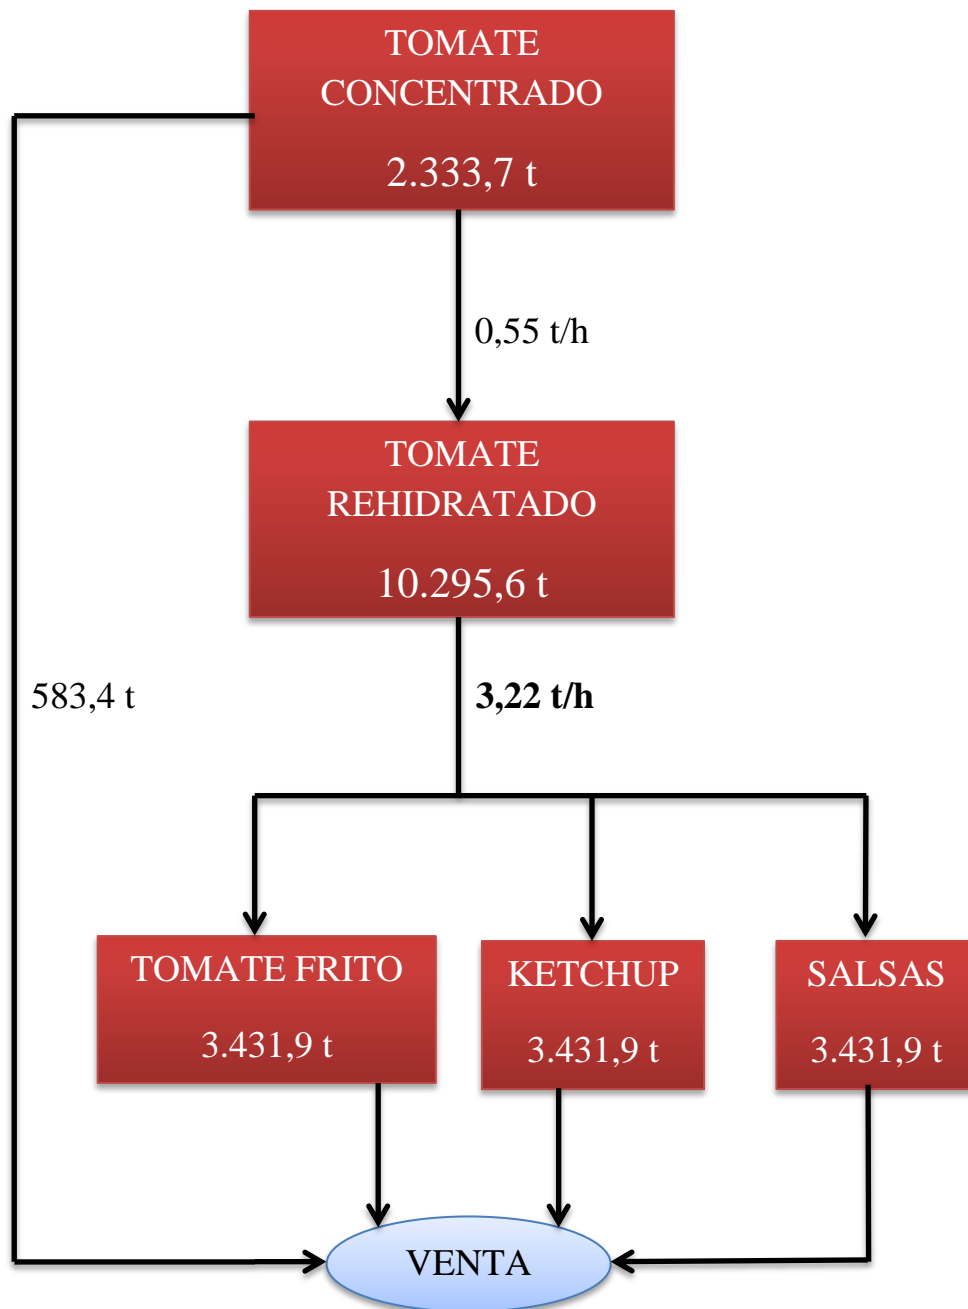 TOMATE
CONCENTRADO
2.333,7 t
0,55 t/h
TOMATE
REHIDRATADO
10.295,6 t
583,4 t
3,22 t/h
TOMATE FRITO
3.431,9 t
KETCHUP
3.431,9 t
SALSAS
3.431,9 t
VENTA